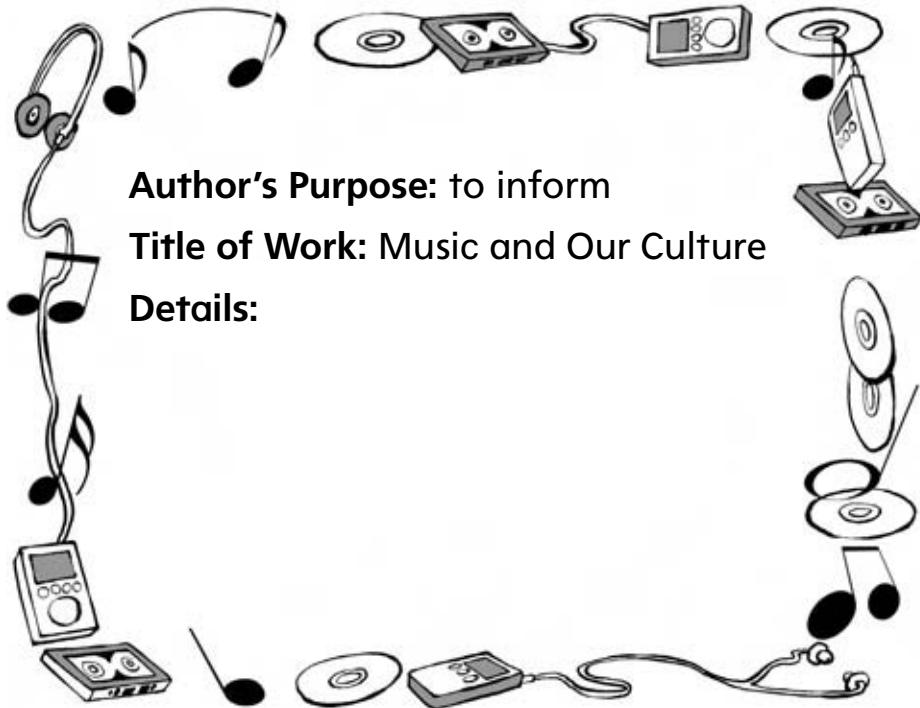 Author's Purpose: to inform
Title of Work: Music and Our Culture
Details: